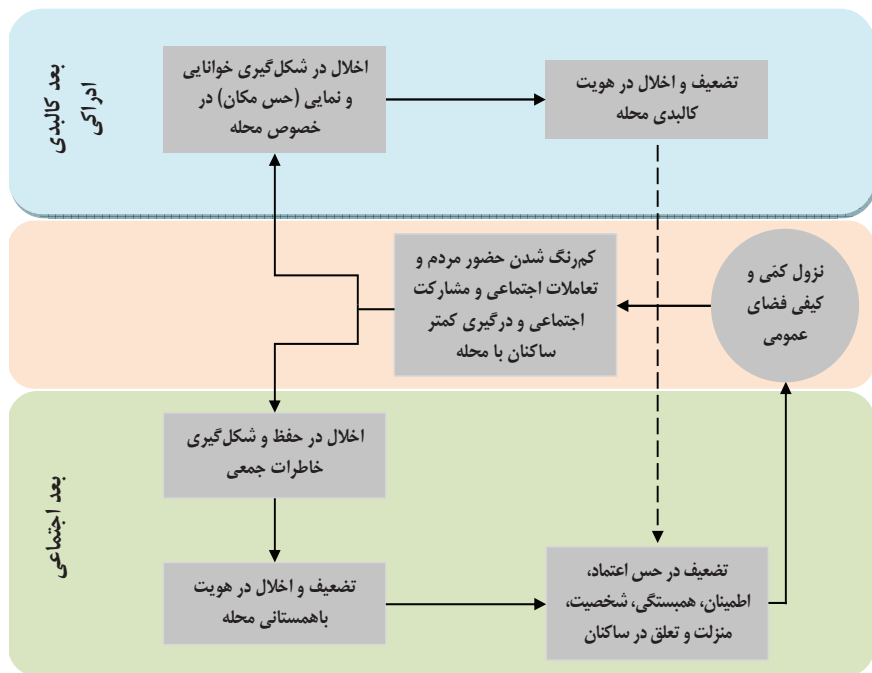 بعد کالبدی
ادراکی
اخلال در شکل‌گیری خوانایی
و نمایی (حس مکان) در
خصوص محله
تضعیف و اخلال در هویت
کالبدی محله
نزول کمّی و
کیفی فضای
عمومی
کم‌رنگ شدن حضور مردم و
تعاملات اجتماعی و مشارکت
اجتماعی و درگیری کمتر
ساکنان با محله
بعد اجتماعی
اخلال در حفظ و شکل‌گیری
خاطرات جمعی
تضعیف و اخلال در هویت
باهمستانی محله
تضعیف در حس اعتماد،
اطمینان، همبستگی، شخصیت،
منزلت و تعلق در ساکنان